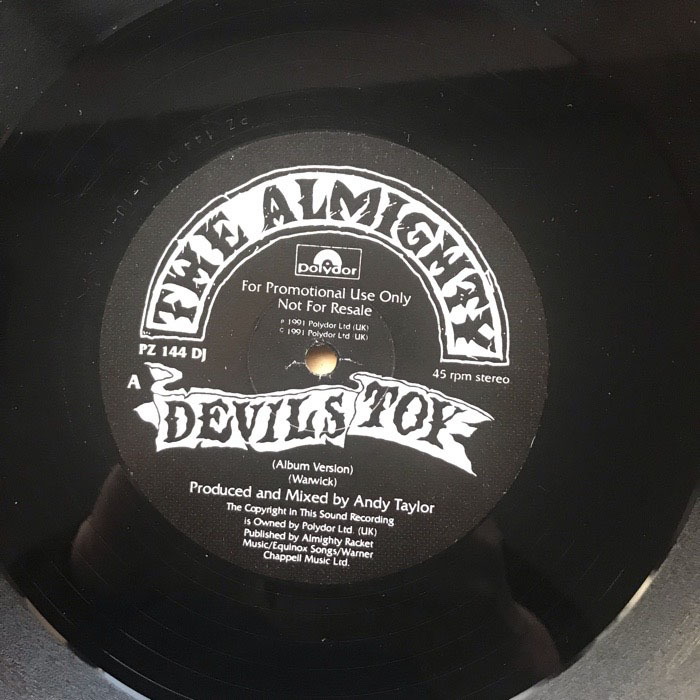 THE ALMIGHTY
polydor
For Promotional Use Only
Not For Resale
P 1991 Polydor Ltd (UK)
C 1991 Polydor Ltd (UK)
PZ 144 DJ
45 rpm stereo
A
DEVILS TOY
(Album Version)
(Warwick)
Produced and Mixed by Andy Taylor
The Copyright in This Sound Recording
is Owned by Polydor Ltd. (UK)
Published by Almighty Racket
Music/Equinox Songs/Warner
Chappell Music Ltd.